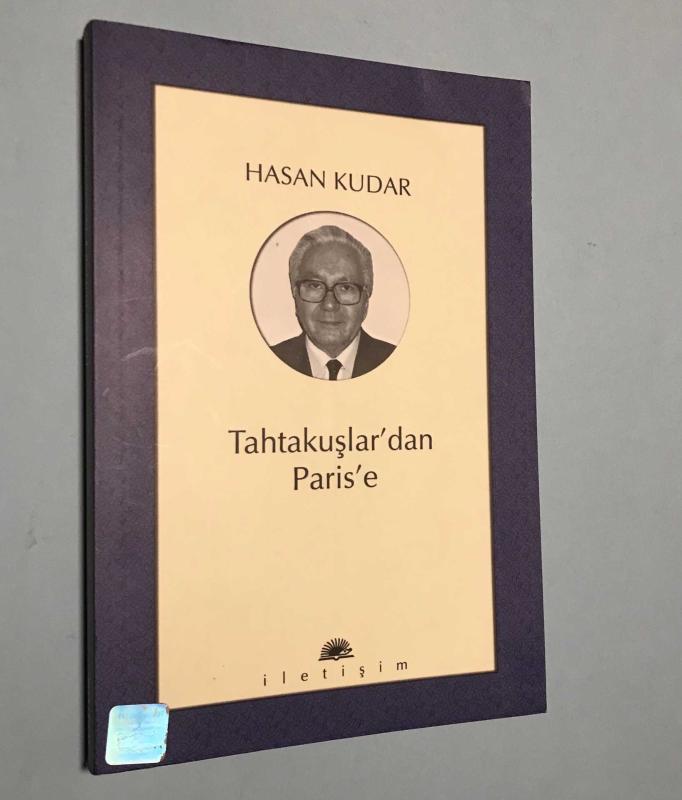 HASAN KUDAR
Tahtakuşlar'dan
Paris'e
iletişim